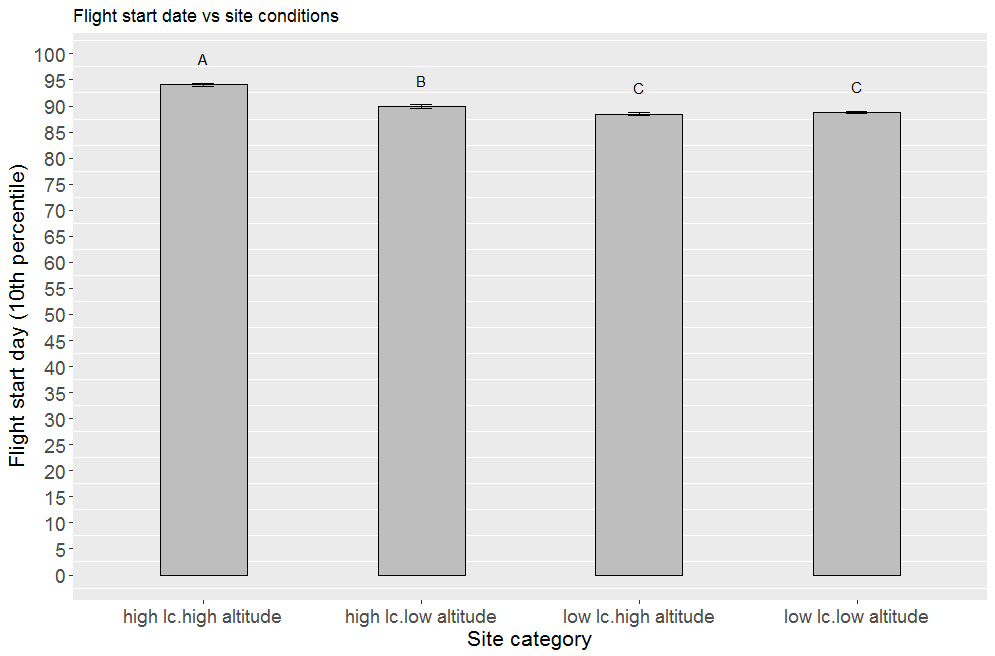 Flight start date vs site conditions
Flight start day (10th percentile)
100
95
90
85
80
75
70
65
60
55
50
45
40
35
30
25
20
15
10
5
0
A
B
C
C
high lc.high altitude
high lc.low altitude
low lc.high altitude
low lc.low altitude
Site category